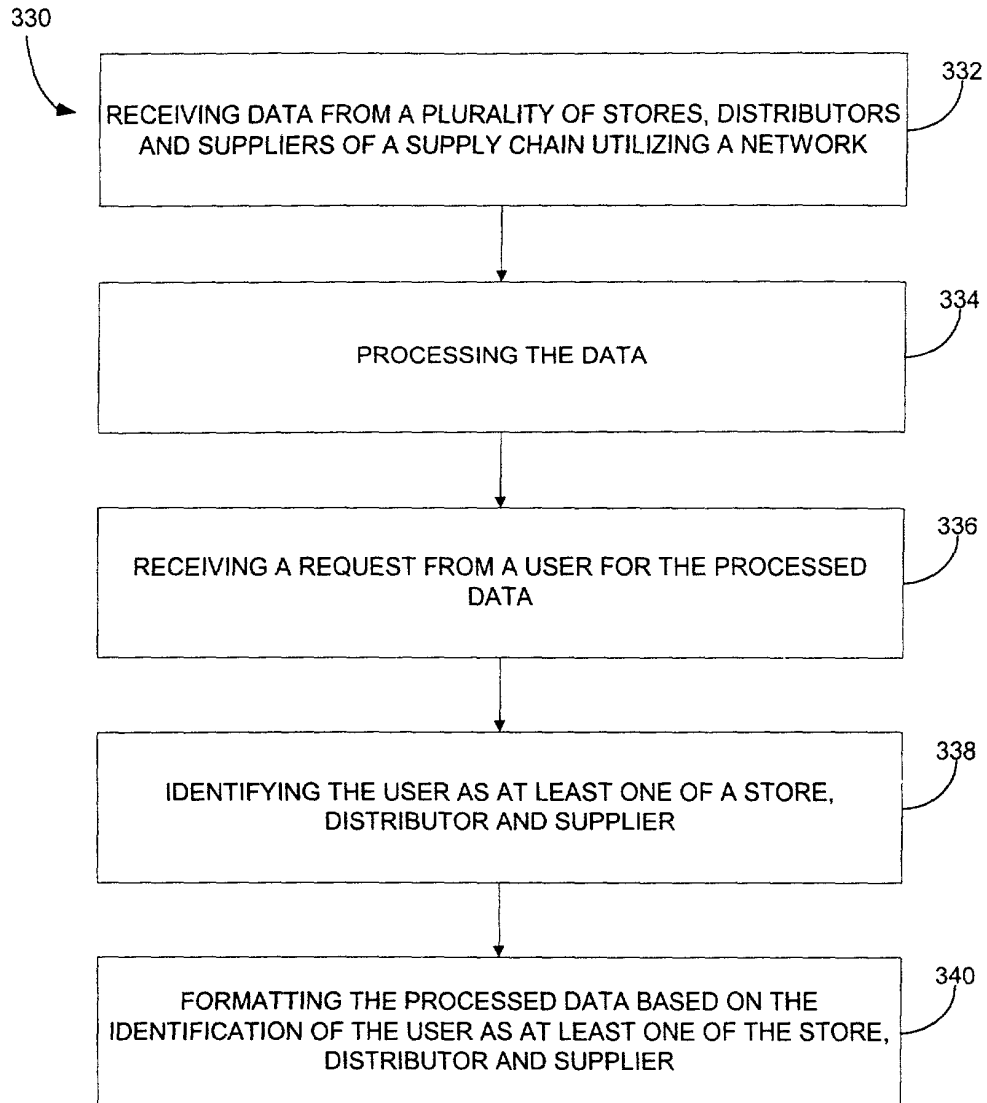 330
332
RECEIVING DATA FROM A PLURALITY OF STORES, DISTRIBUTORS
AND SUPPLIERS OF A SUPPLY CHAIN UTILIZING A NETWORK
334
PROCESSING THE DATA
336
RECEIVING A REQUEST FROM A USER FOR THE PROCESSED
DATA
338
IDENTIFYING THE USER AS AT LEAST ONE OF A STORE,
DISTRIBUTOR AND SUPPLIER
340
FORMATTING THE PROCESSED DATA BASED ON THE
IDENTIFICATION OF THE USER AS AT LEAST ONE OF THE STORE,
DISTRIBUTOR AND SUPPLIER